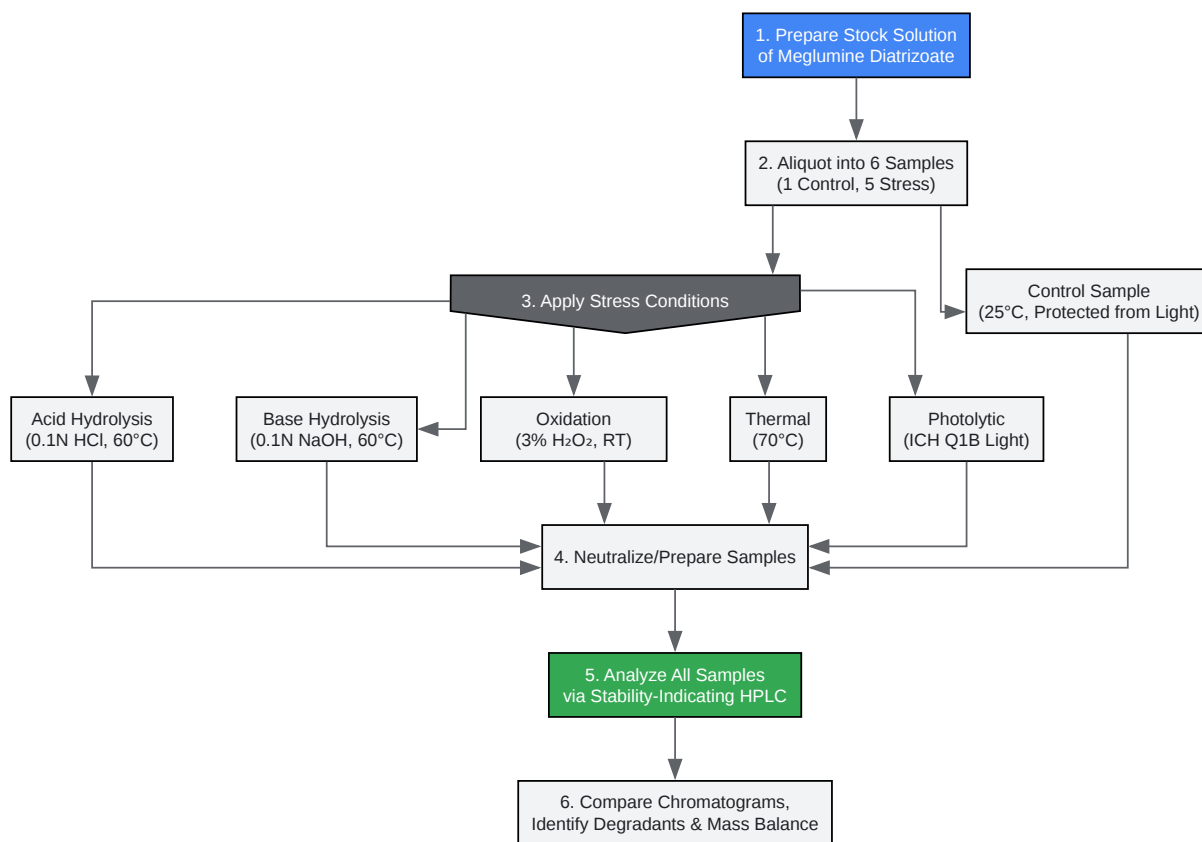 1. Prepare Stock Solution
of Meglumine Diatrizoate
2. Aliquot into 6 Samples
(1 Control, 5 Stress)
3. Apply Stress Conditions
Control Sample
(25°C, Protected from Light)
Acid Hydrolysis
(0.1N HCl, 60°C)
Base Hydrolysis
(0.1N NaOH, 60°C)
Oxidation
(3% H₂O₂, RT)
Thermal
(70°C)
Photolytic
(ICH Q1B Light)
4. Neutralize/Prepare Samples
5. Analyze All Samples
via Stability-Indicating HPLC
6. Compare Chromatograms,
Identify Degradants & Mass Balance